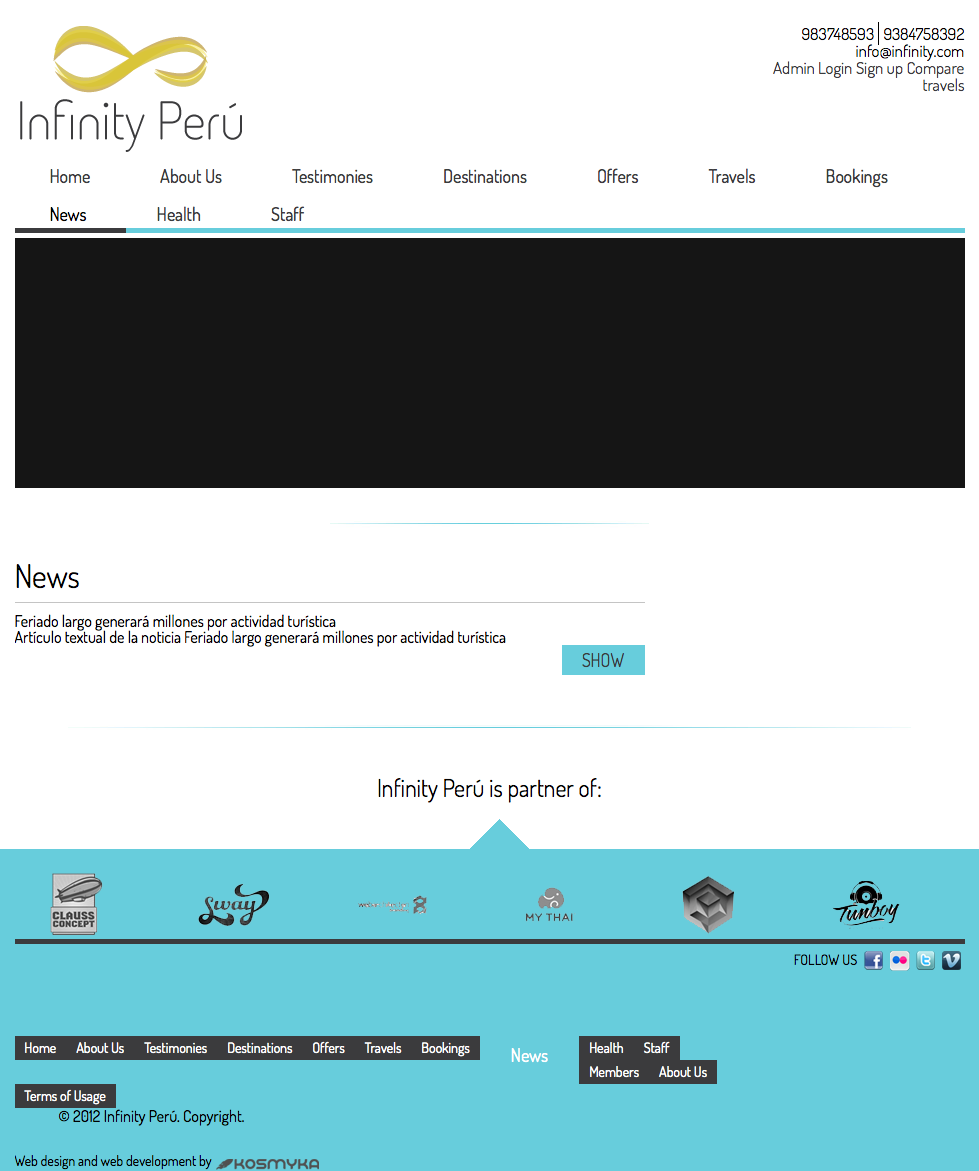 983748593 | 9384758392
info@infinity.com
Admin Login Sign up Compare
travels
Infinity Perú
Home About Us Testimonies Destinations Offers Travels Bookings
News Health Staff
News
Feriado largo generará millones por actividad turística
Artículo textual de la noticia Feriado largo generará millones por actividad turística
SHOW
Infinity Perú is partner of:
CLAUSS
CONCEPT
Sway
MY THAI
Tunboy
FOLLOW US
Home About Us Testimonies Destinations Offers Travels Bookings
News
Health Staff
Members About Us
Terms of Usage
© 2012 Infinity Perú. Copyright.
Web design and web development by KOSMYKA